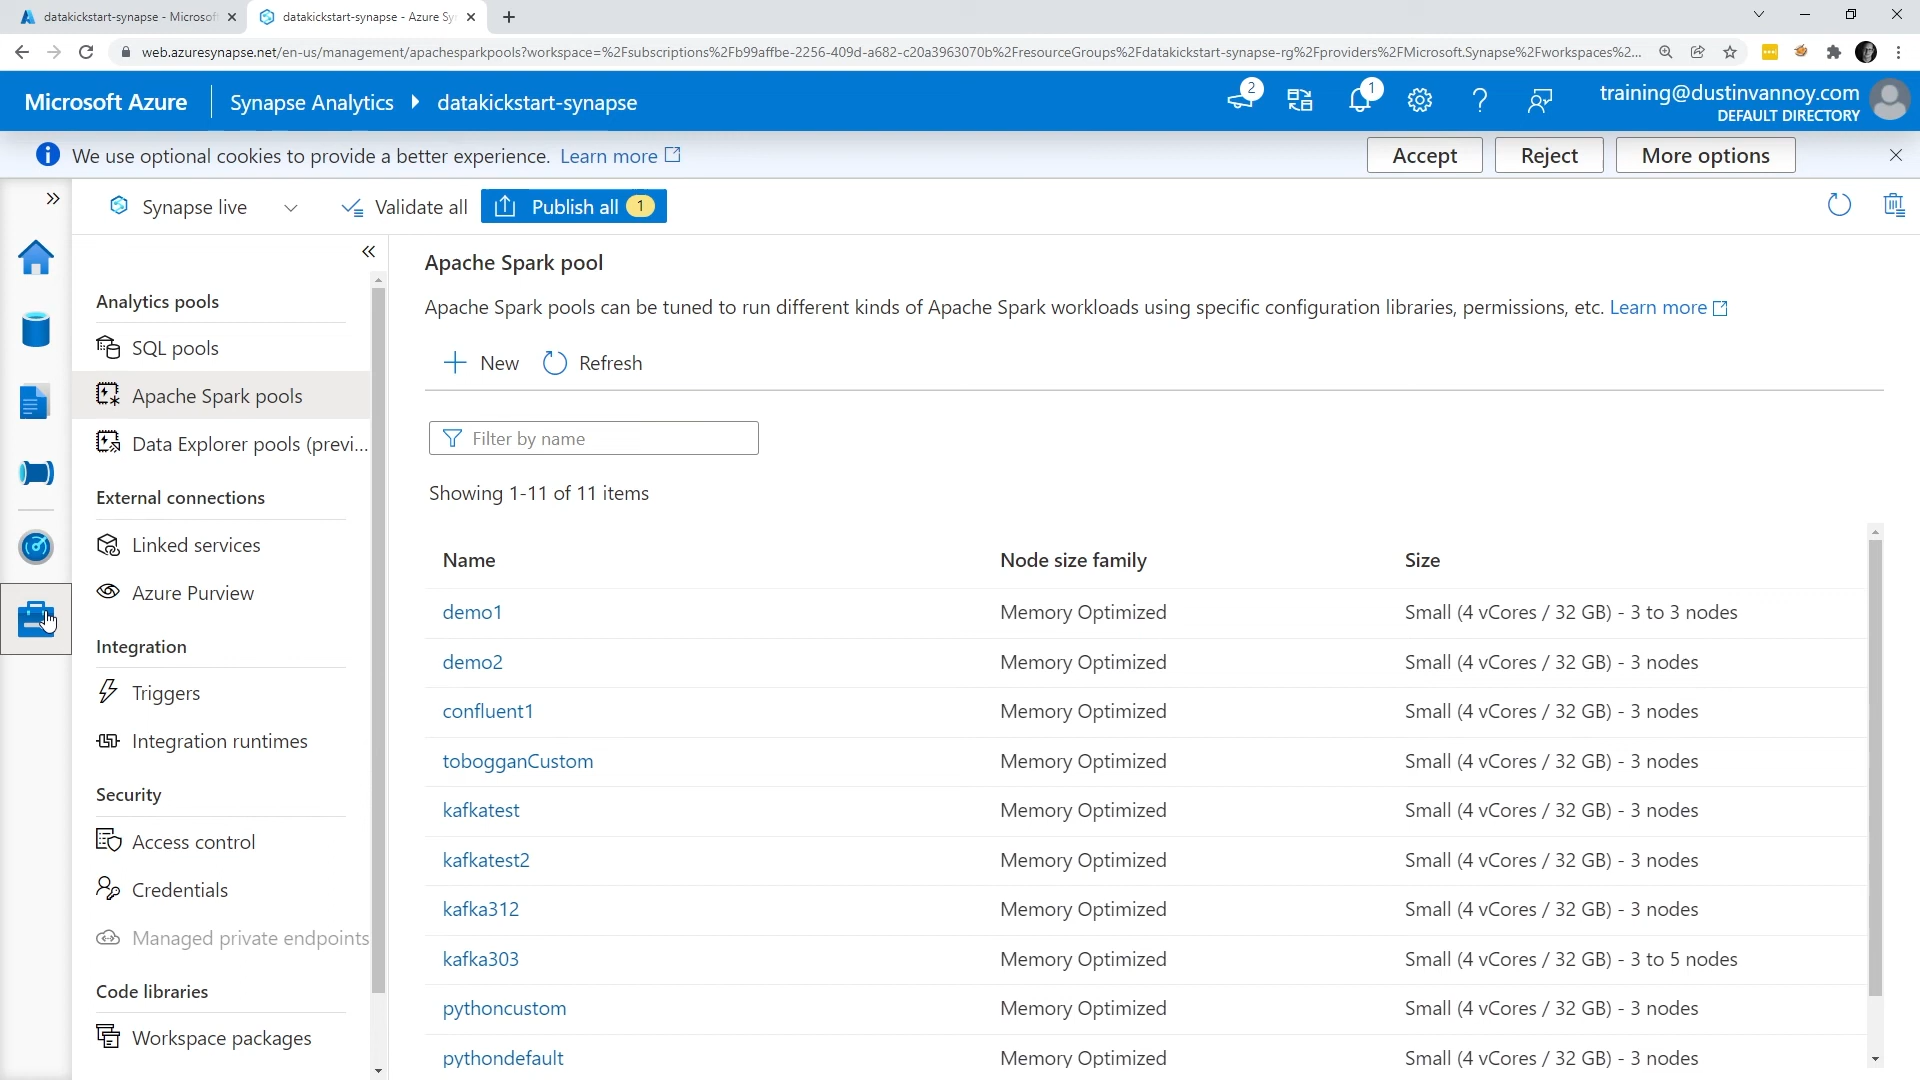 datakickstart-synapse - Microsof
datakickstart-synapse - Azure Sy
web.azuresynapse.net/en-us/management/apachesparkpools?workspace=%2Fsubscriptions%2Fb99affbe-2256-409d-a682-c20a3963070b%2FresourceGroups%2Fdatakickstart-synapse-rg%2Fproviders%2FMicrosoft.Synapse%2Fworkspaces%2...
Microsoft Azure
Synapse Analytics
datakickstart-synapse
2
1
training@dustinvannoy.com
DEFAULT DIRECTORY
We use optional cookies to provide a better experience. Learn more
Accept
Reject
More options
Synapse live
Validate all
Publish all 1
Analytics pools
SQL pools
Apache Spark pools
Data Explorer pools (previ...
External connections
Linked services
Azure Purview
Integration
Triggers
Integration runtimes
Security
Access control
Credentials
Managed private endpoints
Code libraries
Workspace packages
Apache Spark pool
Apache Spark pools can be tuned to run different kinds of Apache Spark workloads using specific configuration libraries, permissions, etc. Learn more
New
Refresh
Filter by name
Showing 1-11 of 11 items
Name Node size family Size
demo1 Memory Optimized Small (4 vCores / 32 GB) - 3 to 3 nodes
demo2 Memory Optimized Small (4 vCores / 32 GB) - 3 nodes
confluent1 Memory Optimized Small (4 vCores / 32 GB) - 3 nodes
tobogganCustom Memory Optimized Small (4 vCores / 32 GB) - 3 nodes
kafkatest Memory Optimized Small (4 vCores / 32 GB) - 3 nodes
kafkatest2 Memory Optimized Small (4 vCores / 32 GB) - 3 nodes
kafka312 Memory Optimized Small (4 vCores / 32 GB) - 3 nodes
kafka303 Memory Optimized Small (4 vCores / 32 GB) - 3 to 5 nodes
pythoncustom Memory Optimized Small (4 vCores / 32 GB) - 3 nodes
pythondefault Memory Optimized Small (4 vCores / 32 GB) - 3 nodes